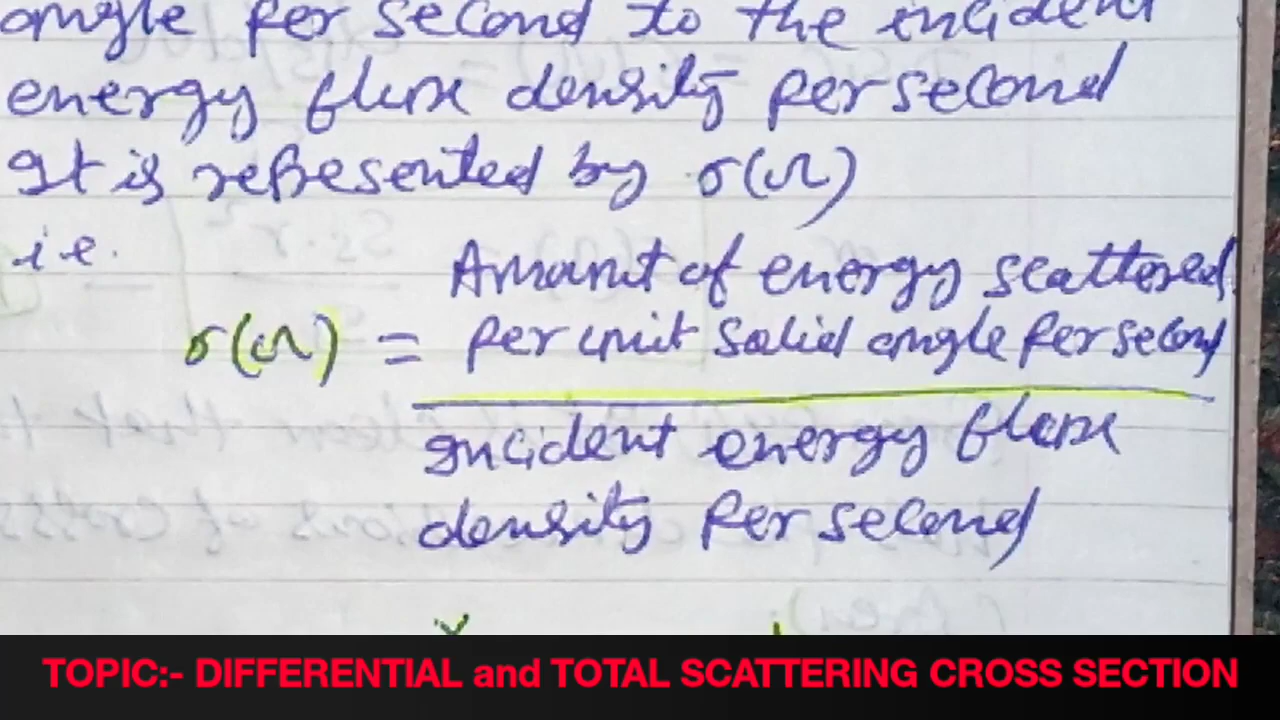 angle per second to the incident
energy flux density per second
It is represented by σ(Ω)
i.e.
Amount of energy scattered
σ(Ω) = per unit solid angle per second
Incident energy flux
density per second
TOPIC:- DIFFERENTIAL and TOTAL SCATTERING CROSS SECTION